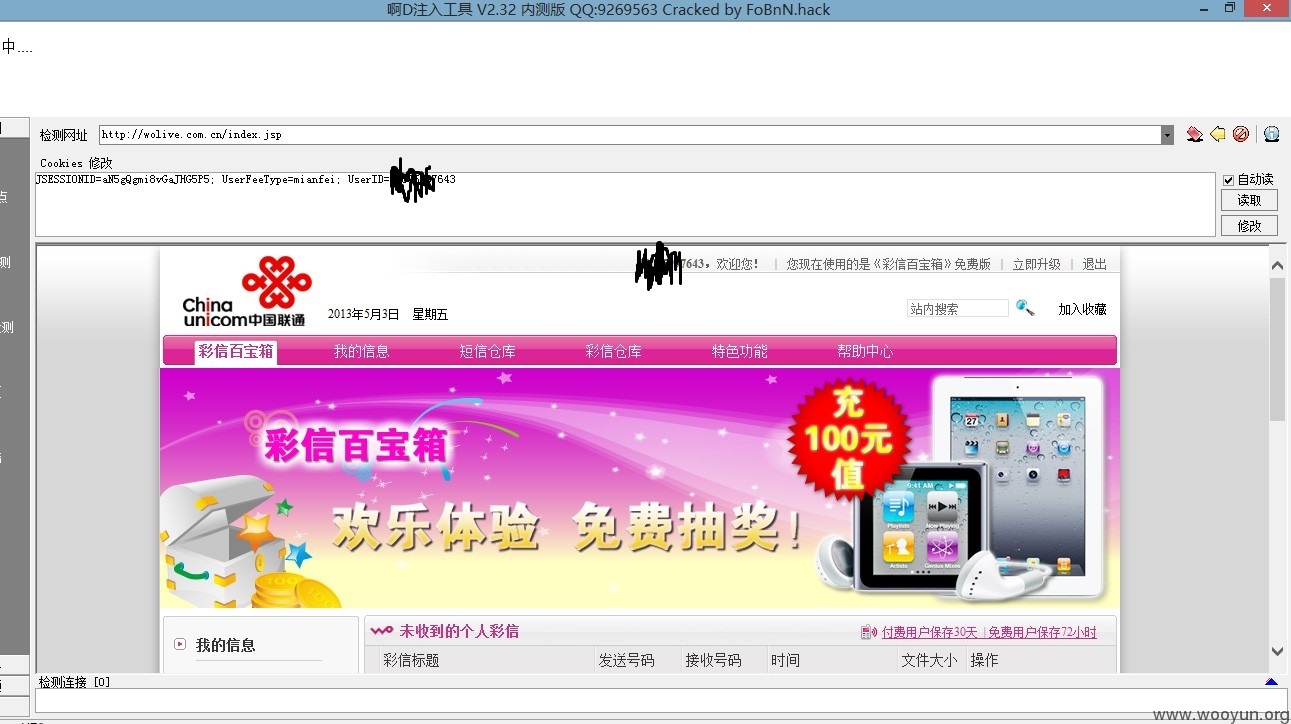 啊D注入工具 V2.32 内测版 QQ:9269563 Cracked by FoBnN.hack
中....
检测网址 http://wolive.com.cn/index.jsp
Cookies 修改
JSESSIONID=aN5gQgmi8vGaJHG5P5; UserFeeType=mianfei; UserID= 7643
自动读
读取
修改
点
测
测
7643，欢迎您！ | 您现在使用的是《彩信百宝箱》免费版 | 立即升级 | 退出
China unicom中国联通
2013年5月3日 星期五
站内搜索
加入收藏
彩信百宝箱 我的信息 短信仓库 彩信仓库 特色功能 帮助中心
彩信百宝箱
充
100元
值
欢乐体验 免费抽奖！
我的信息
未收到的个人彩信
付费用户保存30天 | 免费用户保存72小时
彩信标题 发送号码 接收号码 时间 文件大小 操作
检测连接 [0]
www.wooyun.org